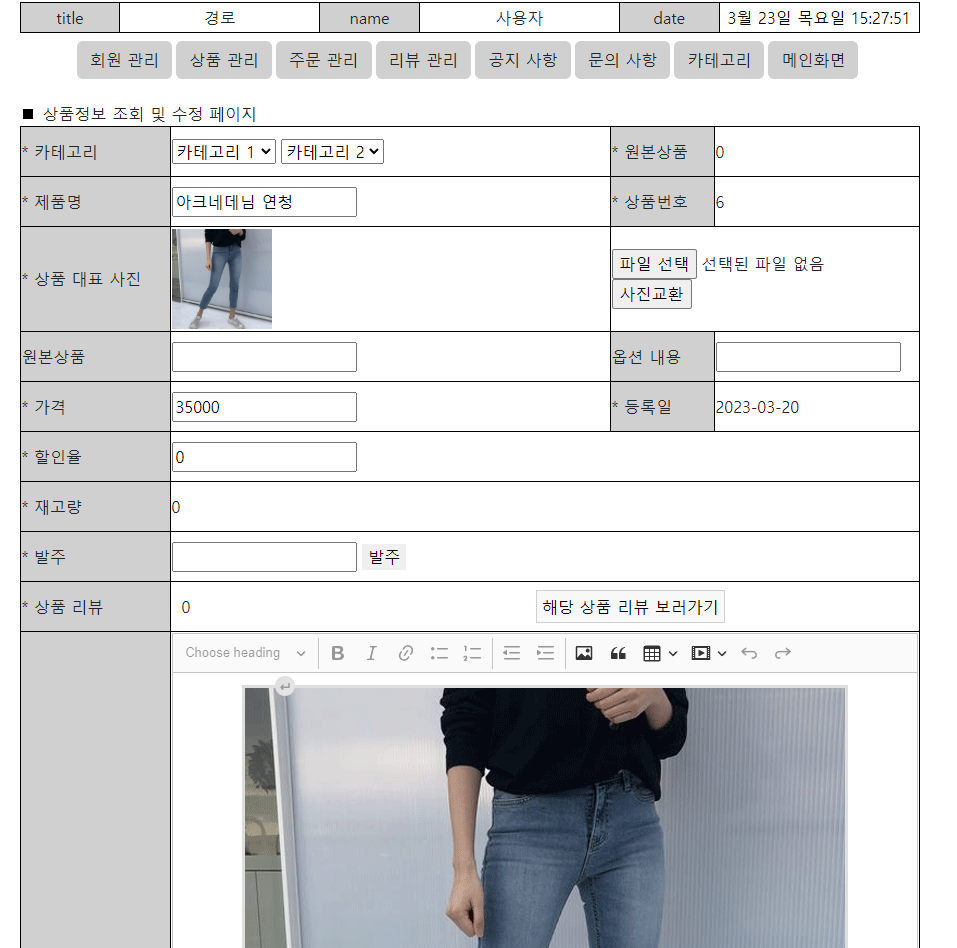 title 경로 name 사용자 date 3월 23일 목요일 15:27:51
회원 관리 상품 관리 주문 관리 리뷰 관리 공지 사항 문의 사항 카테고리 메인화면
■ 상품정보 조회 및 수정 페이지
* 카테고리 카테고리 1 카테고리 2 * 원본상품 0
* 제품명 아크네데님 연청 * 상품번호 6
* 상품 대표 사진 파일 선택 선택된 파일 없음
사진교환
원본상품 옵션 내용
* 가격 35000 * 등록일 2023-03-20
* 할인율 0
* 재고량 0
* 발주 발주
* 상품 리뷰 0 해당 상품 리뷰 보러가기
Choose heading